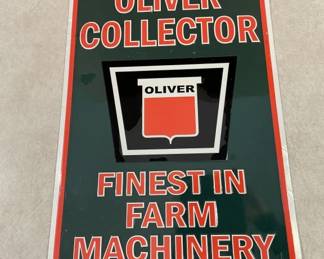 OLIVER
COLLECTOR
OLIVER
FINEST IN
FARM
MACHINERY